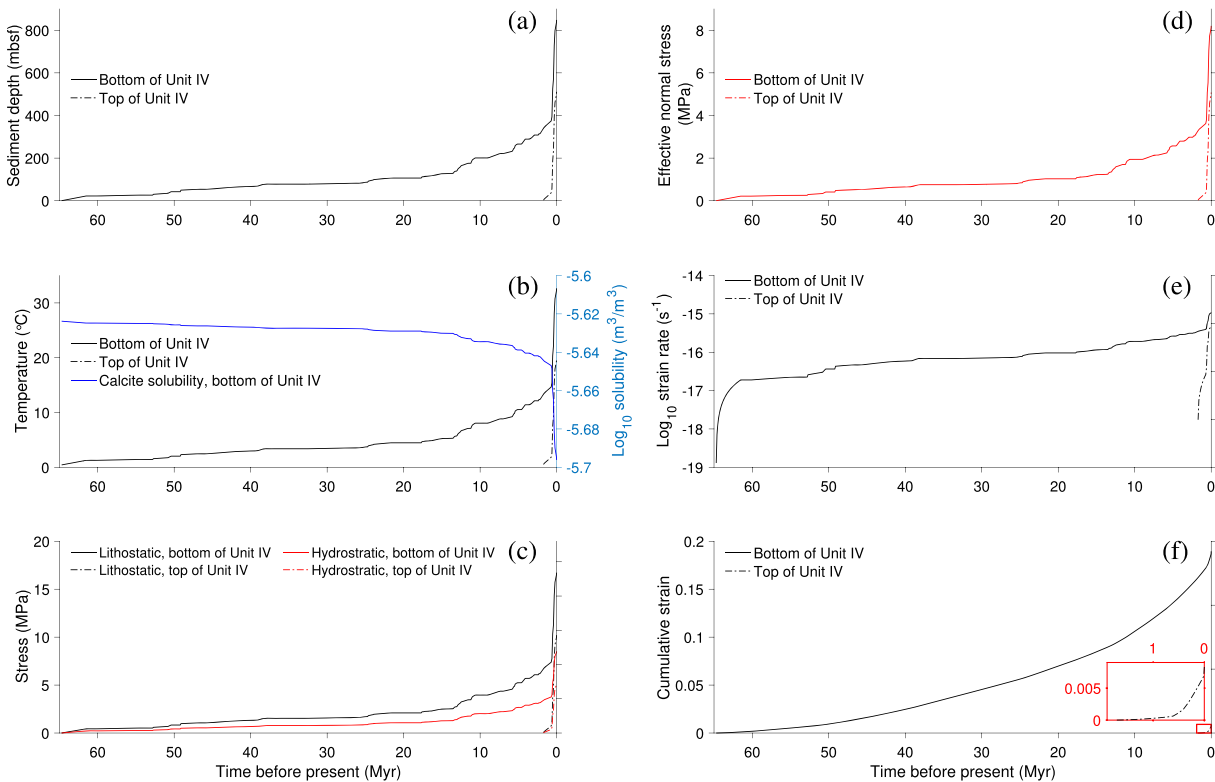 (a)
Sediment depth (mbsf)
800
600
400
200
0
Bottom of Unit IV
Top of Unit IV
60 50 40 30 20 10 0
(d)
Effective normal stress
(MPa)
8
6
4
2
0
Bottom of Unit IV
Top of Unit IV
60 50 40 30 20 10 0
(b)
Temperature (°C)
30
20
10
0
Bottom of Unit IV
Top of Unit IV
Calcite solubility, bottom of Unit IV
-5.6
-5.62
-5.64
-5.66
-5.68
-5.7
Log10 solubility (m3/m3)
60 50 40 30 20 10 0
(e)
Log10 strain rate (s-1)
-14
-15
-16
-17
-18
-19
Bottom of Unit IV
Top of Unit IV
60 50 40 30 20 10 0
(c)
Stress (MPa)
20
15
10
5
0
Lithostatic, bottom of Unit IV
Lithostatic, top of Unit IV
Hydrostratic, bottom of Unit IV
Hydrostratic, top of Unit IV
60 50 40 30 20 10 0
Time before present (Myr)
(f)
Cumulative strain
0.2
0.15
0.1
0.05
0
Bottom of Unit IV
Top of Unit IV
1 0
0.005
0
60 50 40 30 20 10 0
Time before present (Myr)